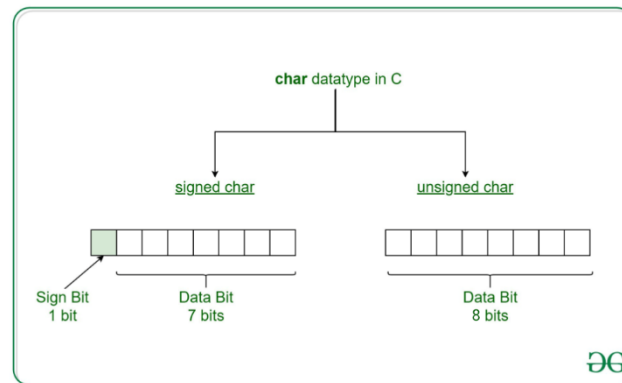 char datatype in C
signed char
unsigned char
Sign Bit
1 bit
Data Bit
7 bits
Data Bit
8 bits